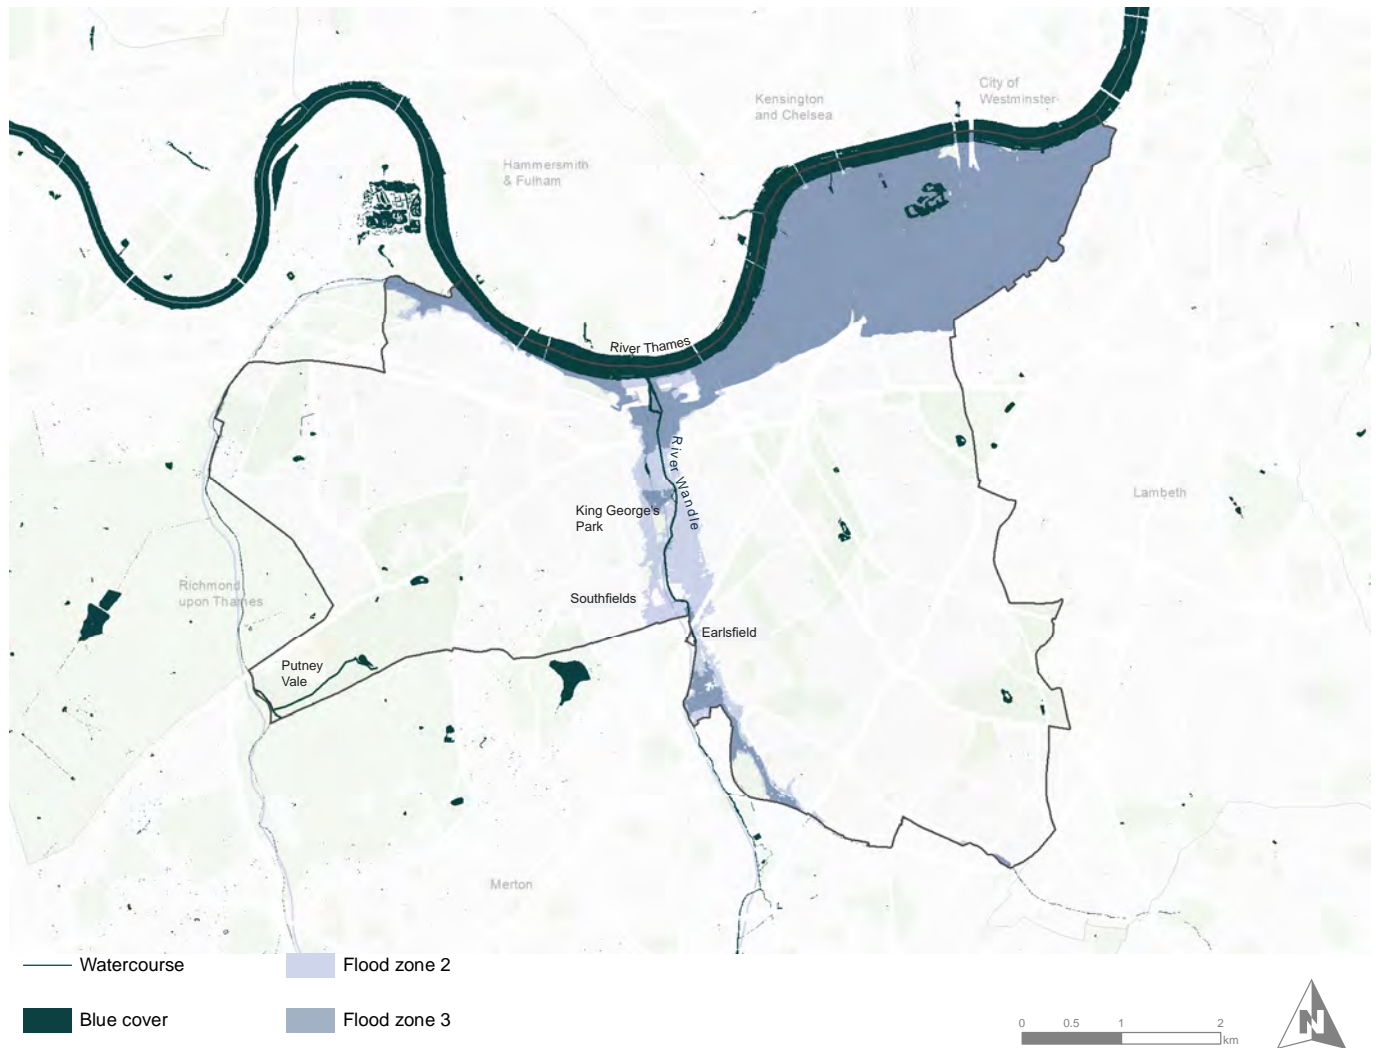 City of
Westminster
Kensington
and Chelsea
Hammersmith
& Fulham
River Thames
River Wandle
King George's
Park
Lambeth
Richmond
upon Thames
Southfields
Earlsfield
Putney
Vale
Merton
Watercourse
Flood zone 2
Blue cover
Flood zone 3
0 0.5 1 2
km
N